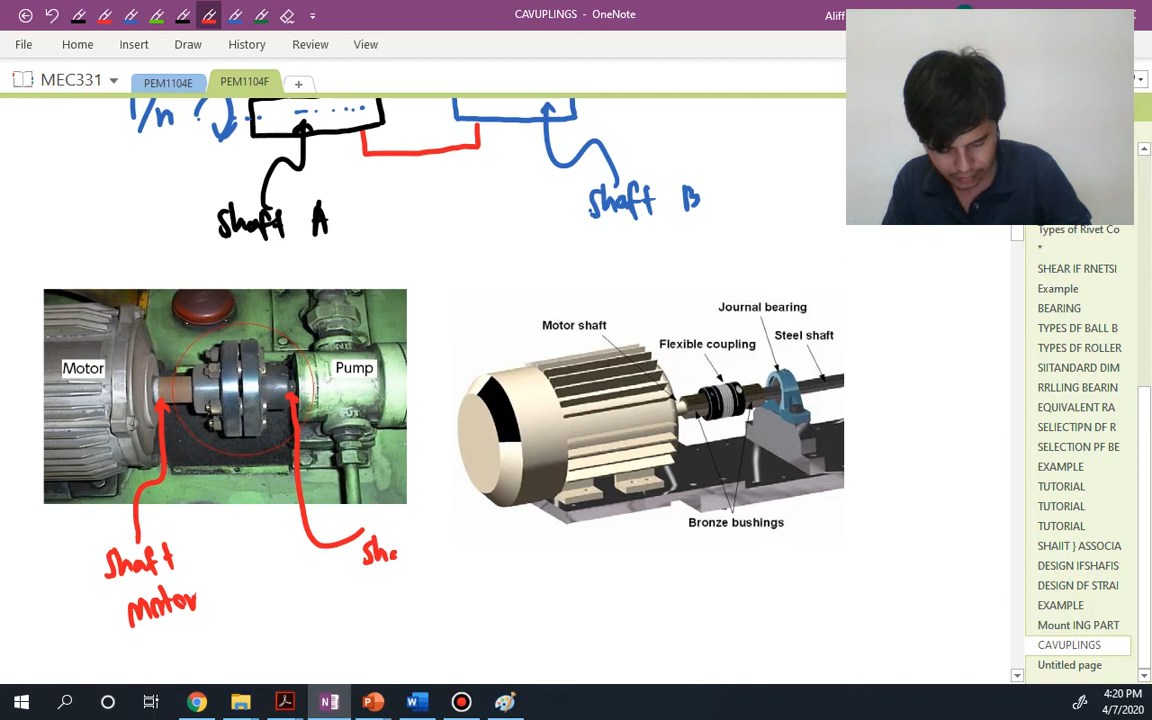 CAVUPLINGS - OneNote
Aliff
File Home Insert Draw History Review View
MEC331 PEM1104E PEM1104F
shaft A
shaft B
Motor
Pump
shaft
motor
sha
Motor shaft
Journal bearing
Flexible coupling
Steel shaft
Bronze bushings
Types of Rivet Co
*
SHEAR IF RNETSI
Example
BEARING
TYPES DF BALL B
TYPES DF ROLLER
SIITANDARD DIM
RRLLING BEARIN
EQUIVALENT RA
SELIECTIPN DF R
SELECTION PF BE
EXAMPLE
TUTORIAL
TUTORIAL
TUTORIAL
SHAIIT } ASSOCIA
DESIGN IFSHAFIS
DESIGN DF STRAI
EXAMPLE
Mount ING PART
CAVUPLINGS
Untitled page
4:20 PM
4/7/2020